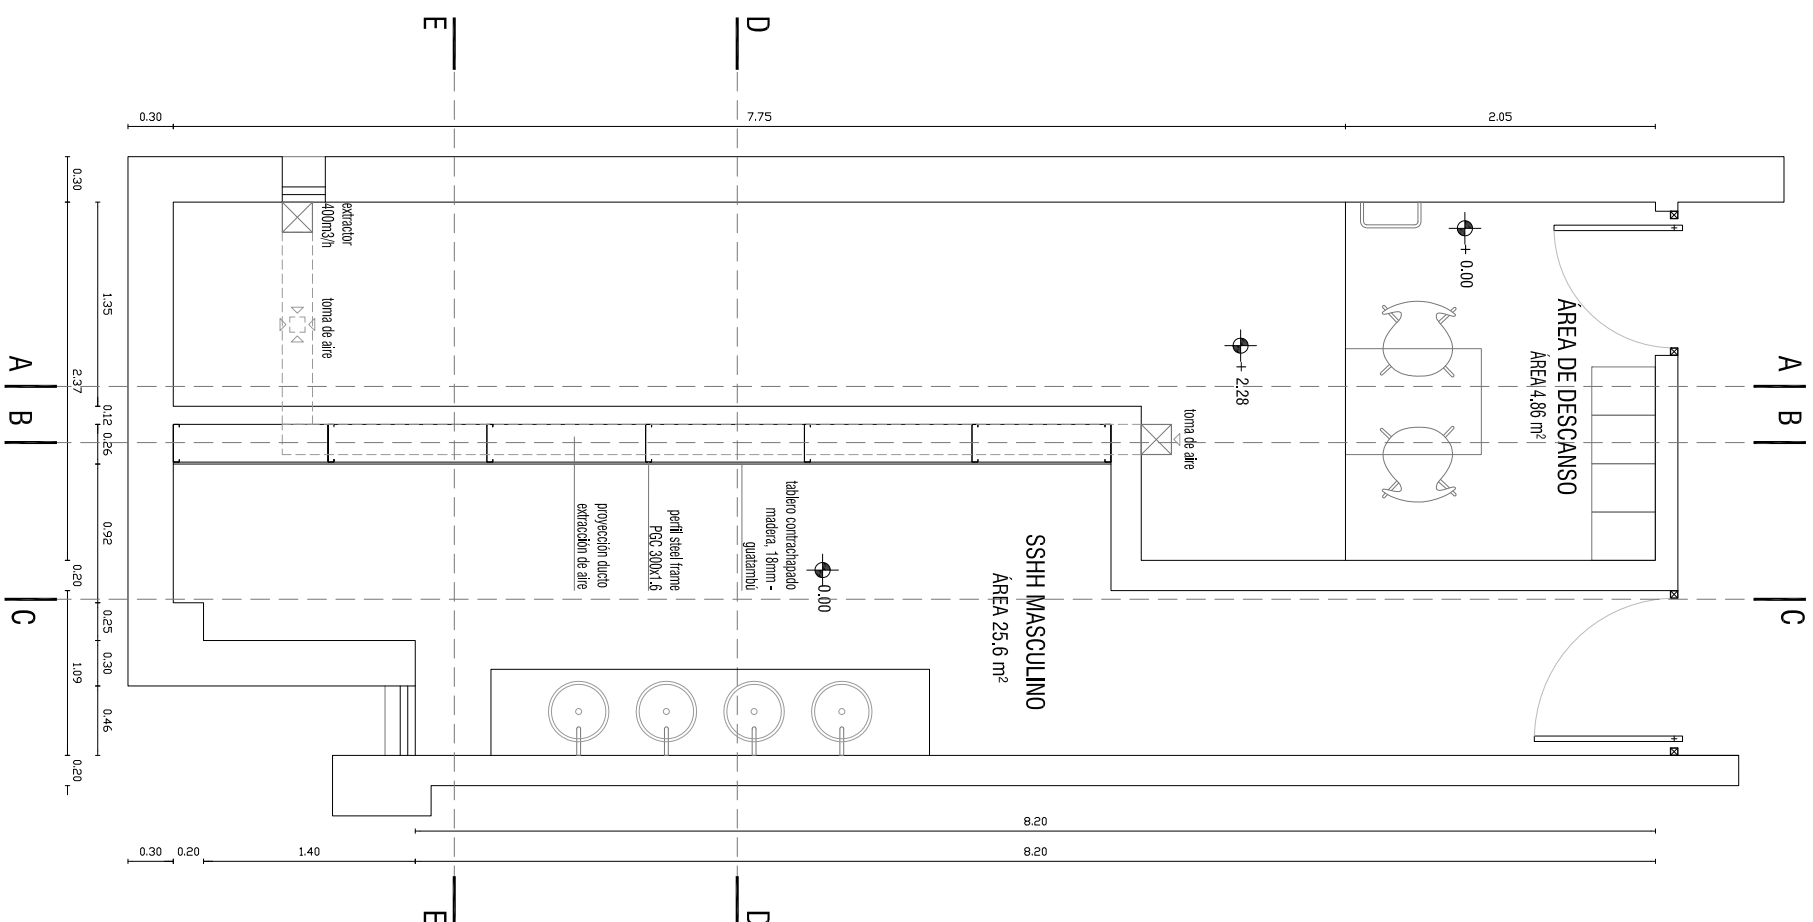 E
D
0.30
7.75
2.05
0.30
1.35
2.37
0.12
0.26
0.92
0.20
0.25
0.30
1.09
0.46
0.20
A
B
C
A
B
C
extractor
400m3/h
toma de aire
toma de aire
+ 0.00
+ 2.28
ÁREA DE DESCANSO
ÁREA 4.86 m²
tablero contrachapado
madera, 18mm -
guatambú
perfil steel frame
PGC 300x1.6
proyección ducto
extracción de aire
0.00
SSHH MASCULINO
ÁREA 25.6 m²
8.20
0.30
0.20
1.40
8.20
E
D